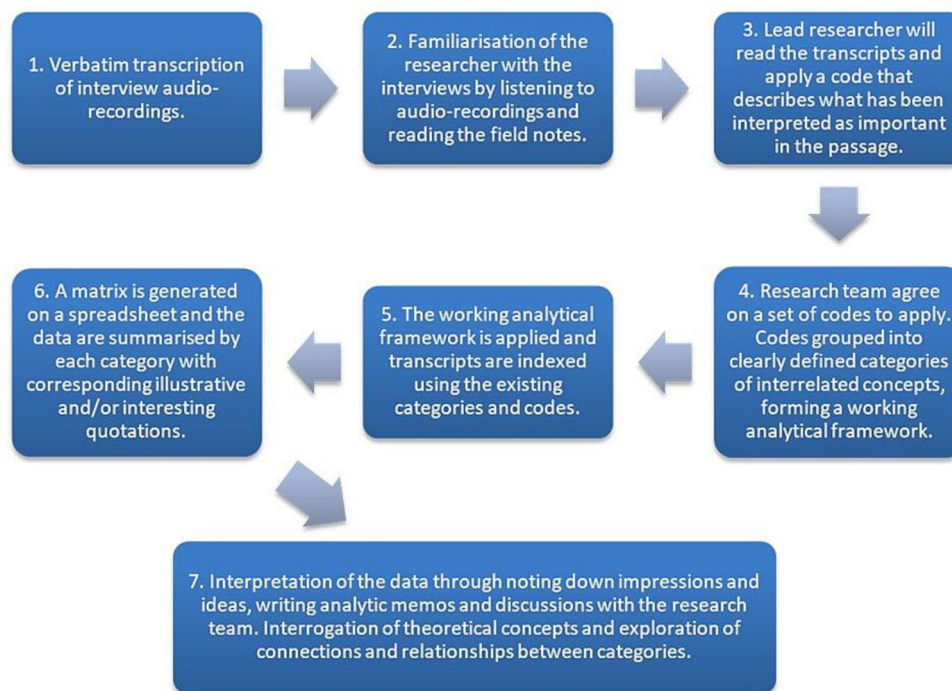 1. Verbatim transcription
of interview audio-
recordings.
2. Familiarisation of the
researcher with the
interviews by listening to
audio-recordings and
reading the field notes.
3. Lead researcher will
read the transcripts and
apply a code that
describes what has been
interpreted as important
in the passage.
4. Research team agree
on a set of codes to apply.
Codes grouped into
clearly defined categories
of interrelated concepts,
forming a working
analytical framework.
5. The working analytical
framework is applied and
transcripts are indexed
using the existing
categories and codes.
6. A matrix is generated
on a spreadsheet and the
data are summarised by
each category with
corresponding illustrative
and/or interesting
quotations.
7. Interpretation of the data through noting down impressions and
ideas, writing analytic memos and discussions with the research
team. Interrogation of theoretical concepts and exploration of
connections and relationships between categories.